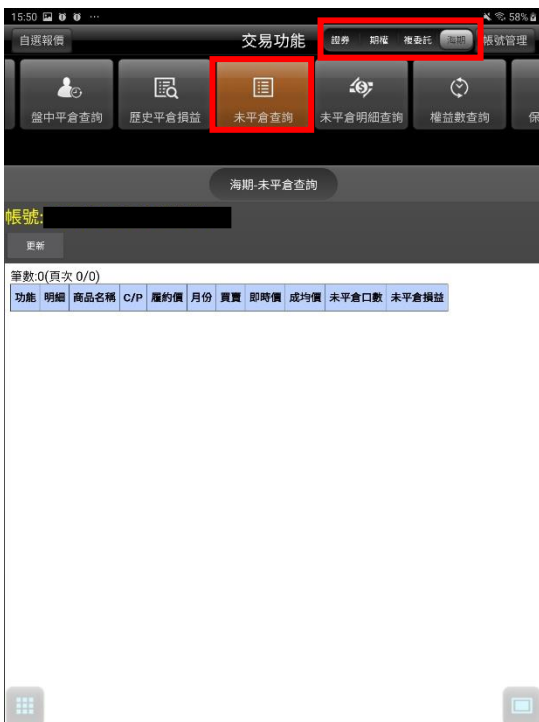 15:50 ... 58%
自選報價 交易功能 證券 期權 複委託 海期 帳號管理
盤中平倉查詢 歷史平倉損益 未平倉查詢 未平倉明細查詢 權益數查詢 保
海期-未平倉查詢
帳號:
更新
筆數:0(頁次 0/0)
功能 明細 商品名稱 C/P 履約價 月份 買賣 即時價 成均價 未平倉口數 未平倉損益